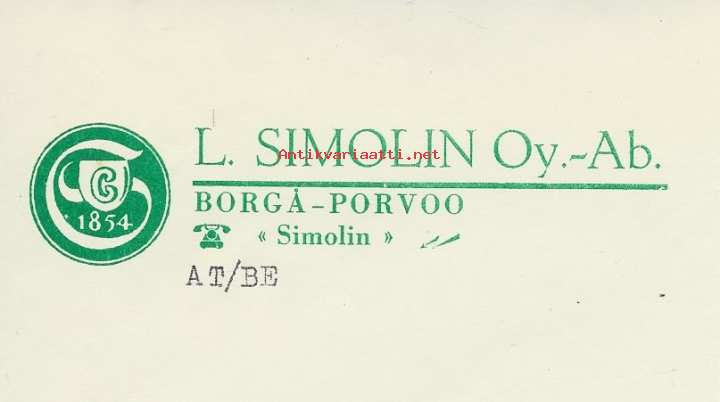 L. SIMOLIN Oy.-Ab.
Antikvariaatti.net
BORGÅ-PORVOO
« Simolin »
1854
AT/BE